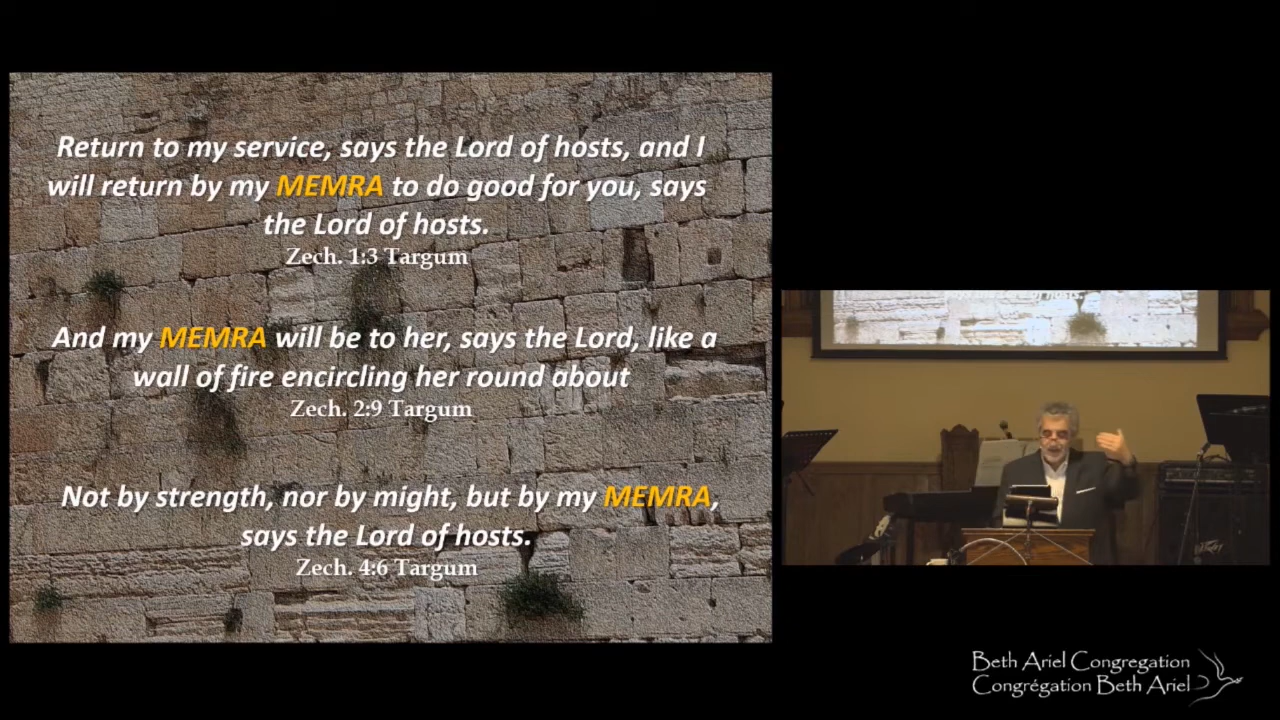 Return to my service, says the Lord of hosts, and I
will return by my MEMRA to do good for you, says
the Lord of hosts.
Zech. 1:3 Targum
And my MEMRA will be to her, says the Lord, like a
wall of fire encircling her round about
Zech. 2:9 Targum
Not by strength, nor by might, but by my MEMRA,
says the Lord of hosts.
Zech. 4:6 Targum
Beth Ariel Congregation
Congrégation Beth Ariel